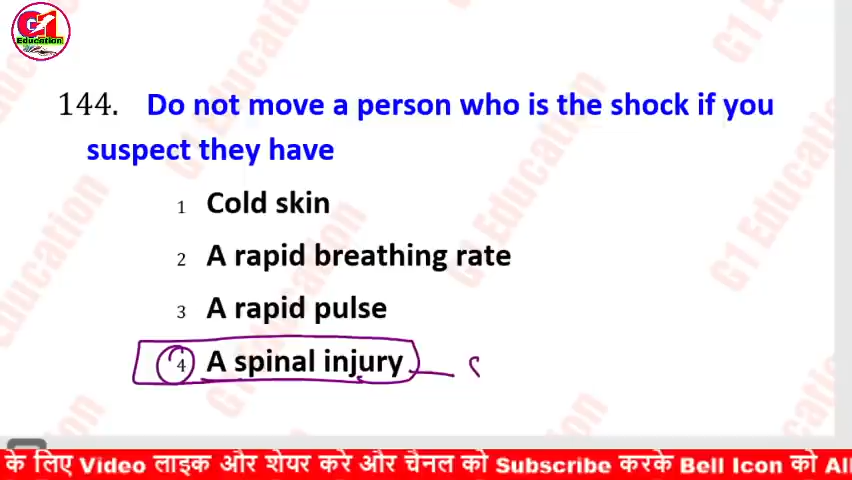 G1
Education
144. Do not move a person who is the shock if you
suspect they have
1 Cold skin
2 A rapid breathing rate
3 A rapid pulse
4 A spinal injury
के लिए Video लाइक और शेयर करे और चैनल को Subscribe करके Bell Icon को All